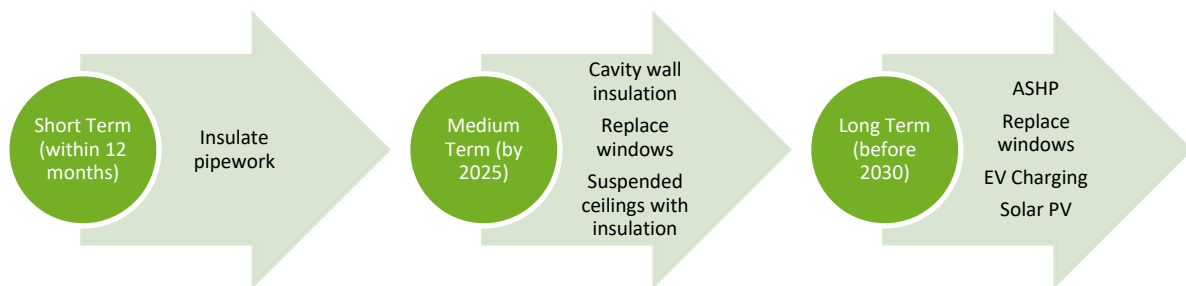 Short Term
(within 12
months)
Insulate
pipework
Medium
Term (by
2025)
Cavity wall
insulation
Replace
windows
Suspended
ceilings with
insulation
Long Term
(before
2030)
ASHP
Replace
windows
EV Charging
Solar PV